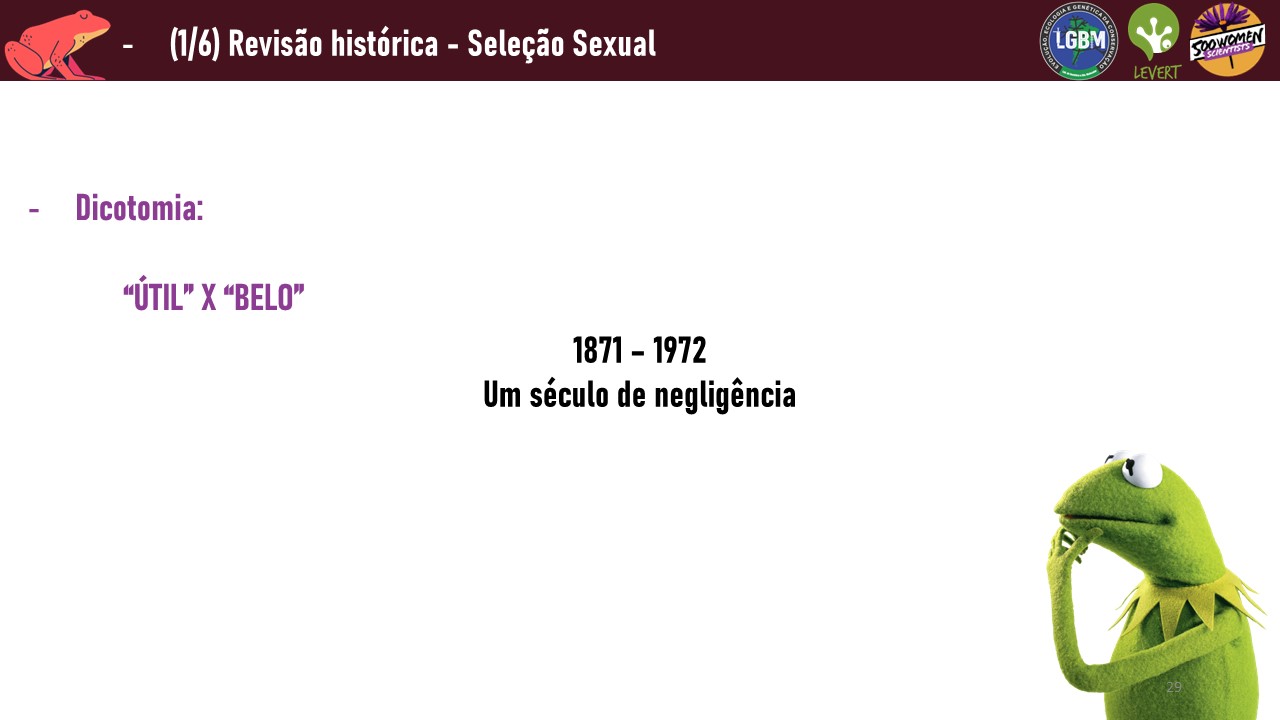 - (1/6) Revisão histórica - Seleção Sexual
EVOLUÇÃO, ECOLOGIA E GENÉTICA DA CONSERVAÇÃO
LGBM
LEVERT
500 WOMEN
SCIENTISTS
- Dicotomia:
“ÚTIL” X “BELO”
1871 – 1972
Um século de negligência
29